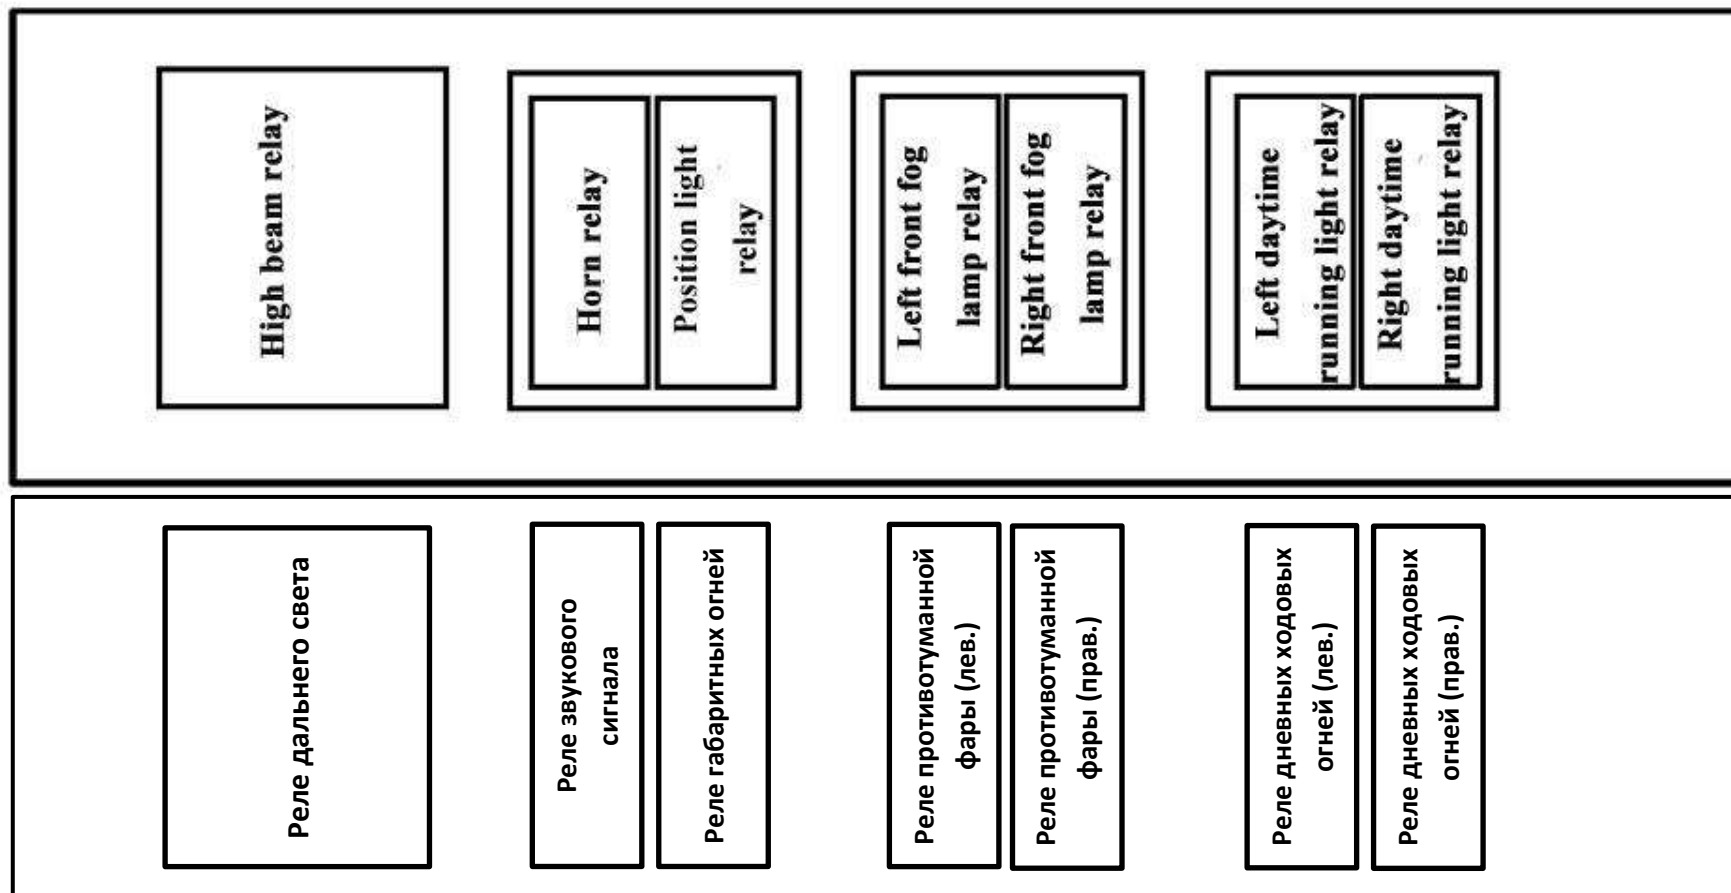 High beam relay
Horn relay
Position light
relay
Left front fog
lamp relay
Right front fog
lamp relay
Left daytime
running light relay
Right daytime
running light relay
Реле дальнего света
Реле звукового
сигнала
Реле габаритных огней
Реле противотуманной
фары (лев.)
Реле противотуманной
фары (прав.)
Реле дневных ходовых
огней (лев.)
Реле дневных ходовых
огней (прав.)